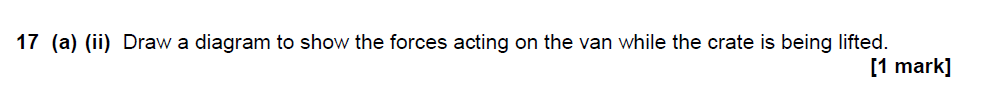 17 (a) (ii) Draw a diagram to show the forces acting on the van while the crate is being lifted.
[1 mark]